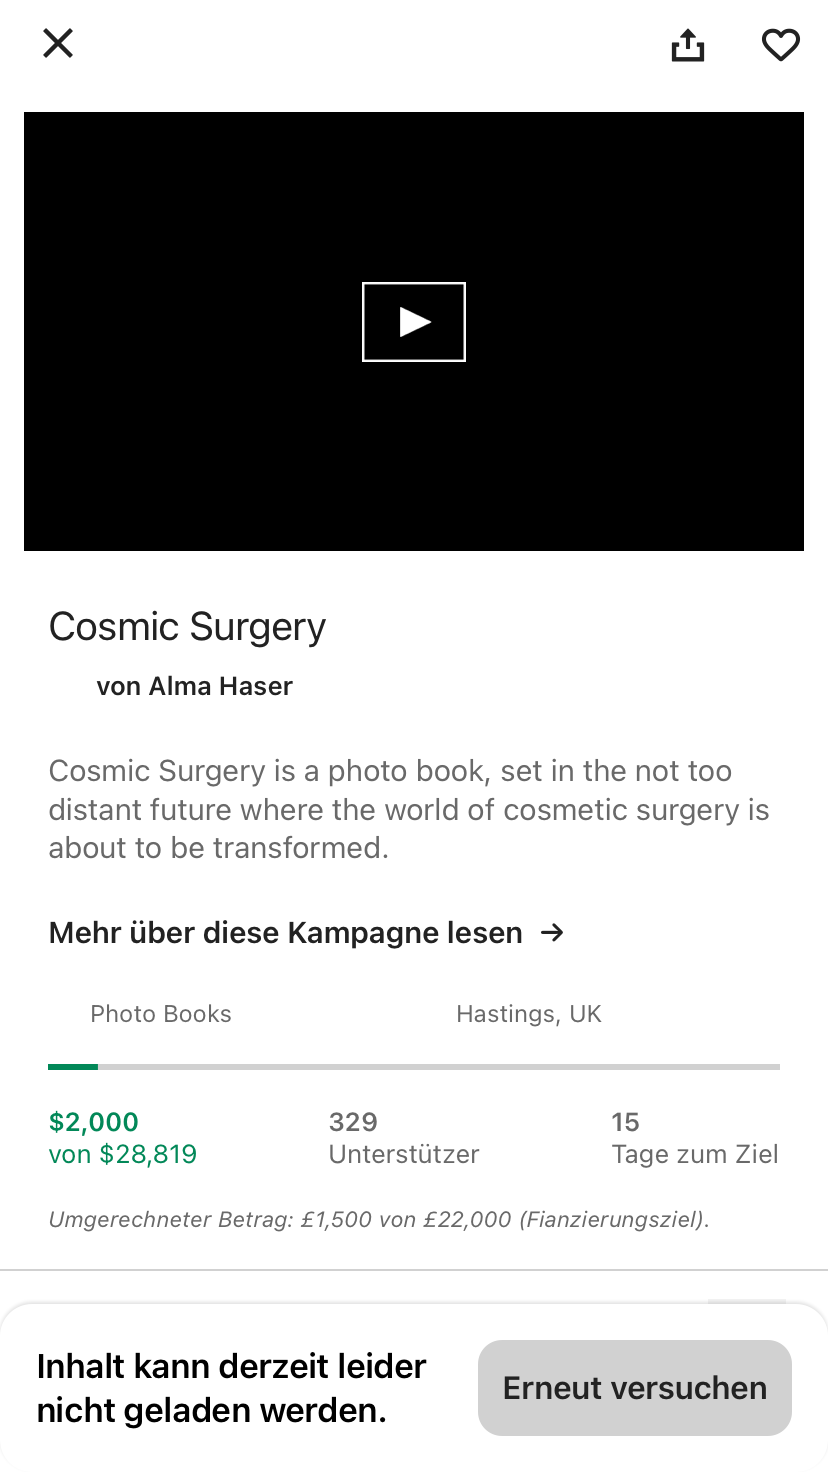 Cosmic Surgery
von Alma Haser
Cosmic Surgery is a photo book, set in the not too
distant future where the world of cosmetic surgery is
about to be transformed.
Mehr über diese Kampagne lesen →
Photo Books
Hastings, UK
$2,000
von $28,819
329
Unterstützer
15
Tage zum Ziel
Umgerechneter Betrag: £1,500 von £22,000 (Fianzierungsziel).
Inhalt kann derzeit leider
nicht geladen werden.
Erneut versuchen